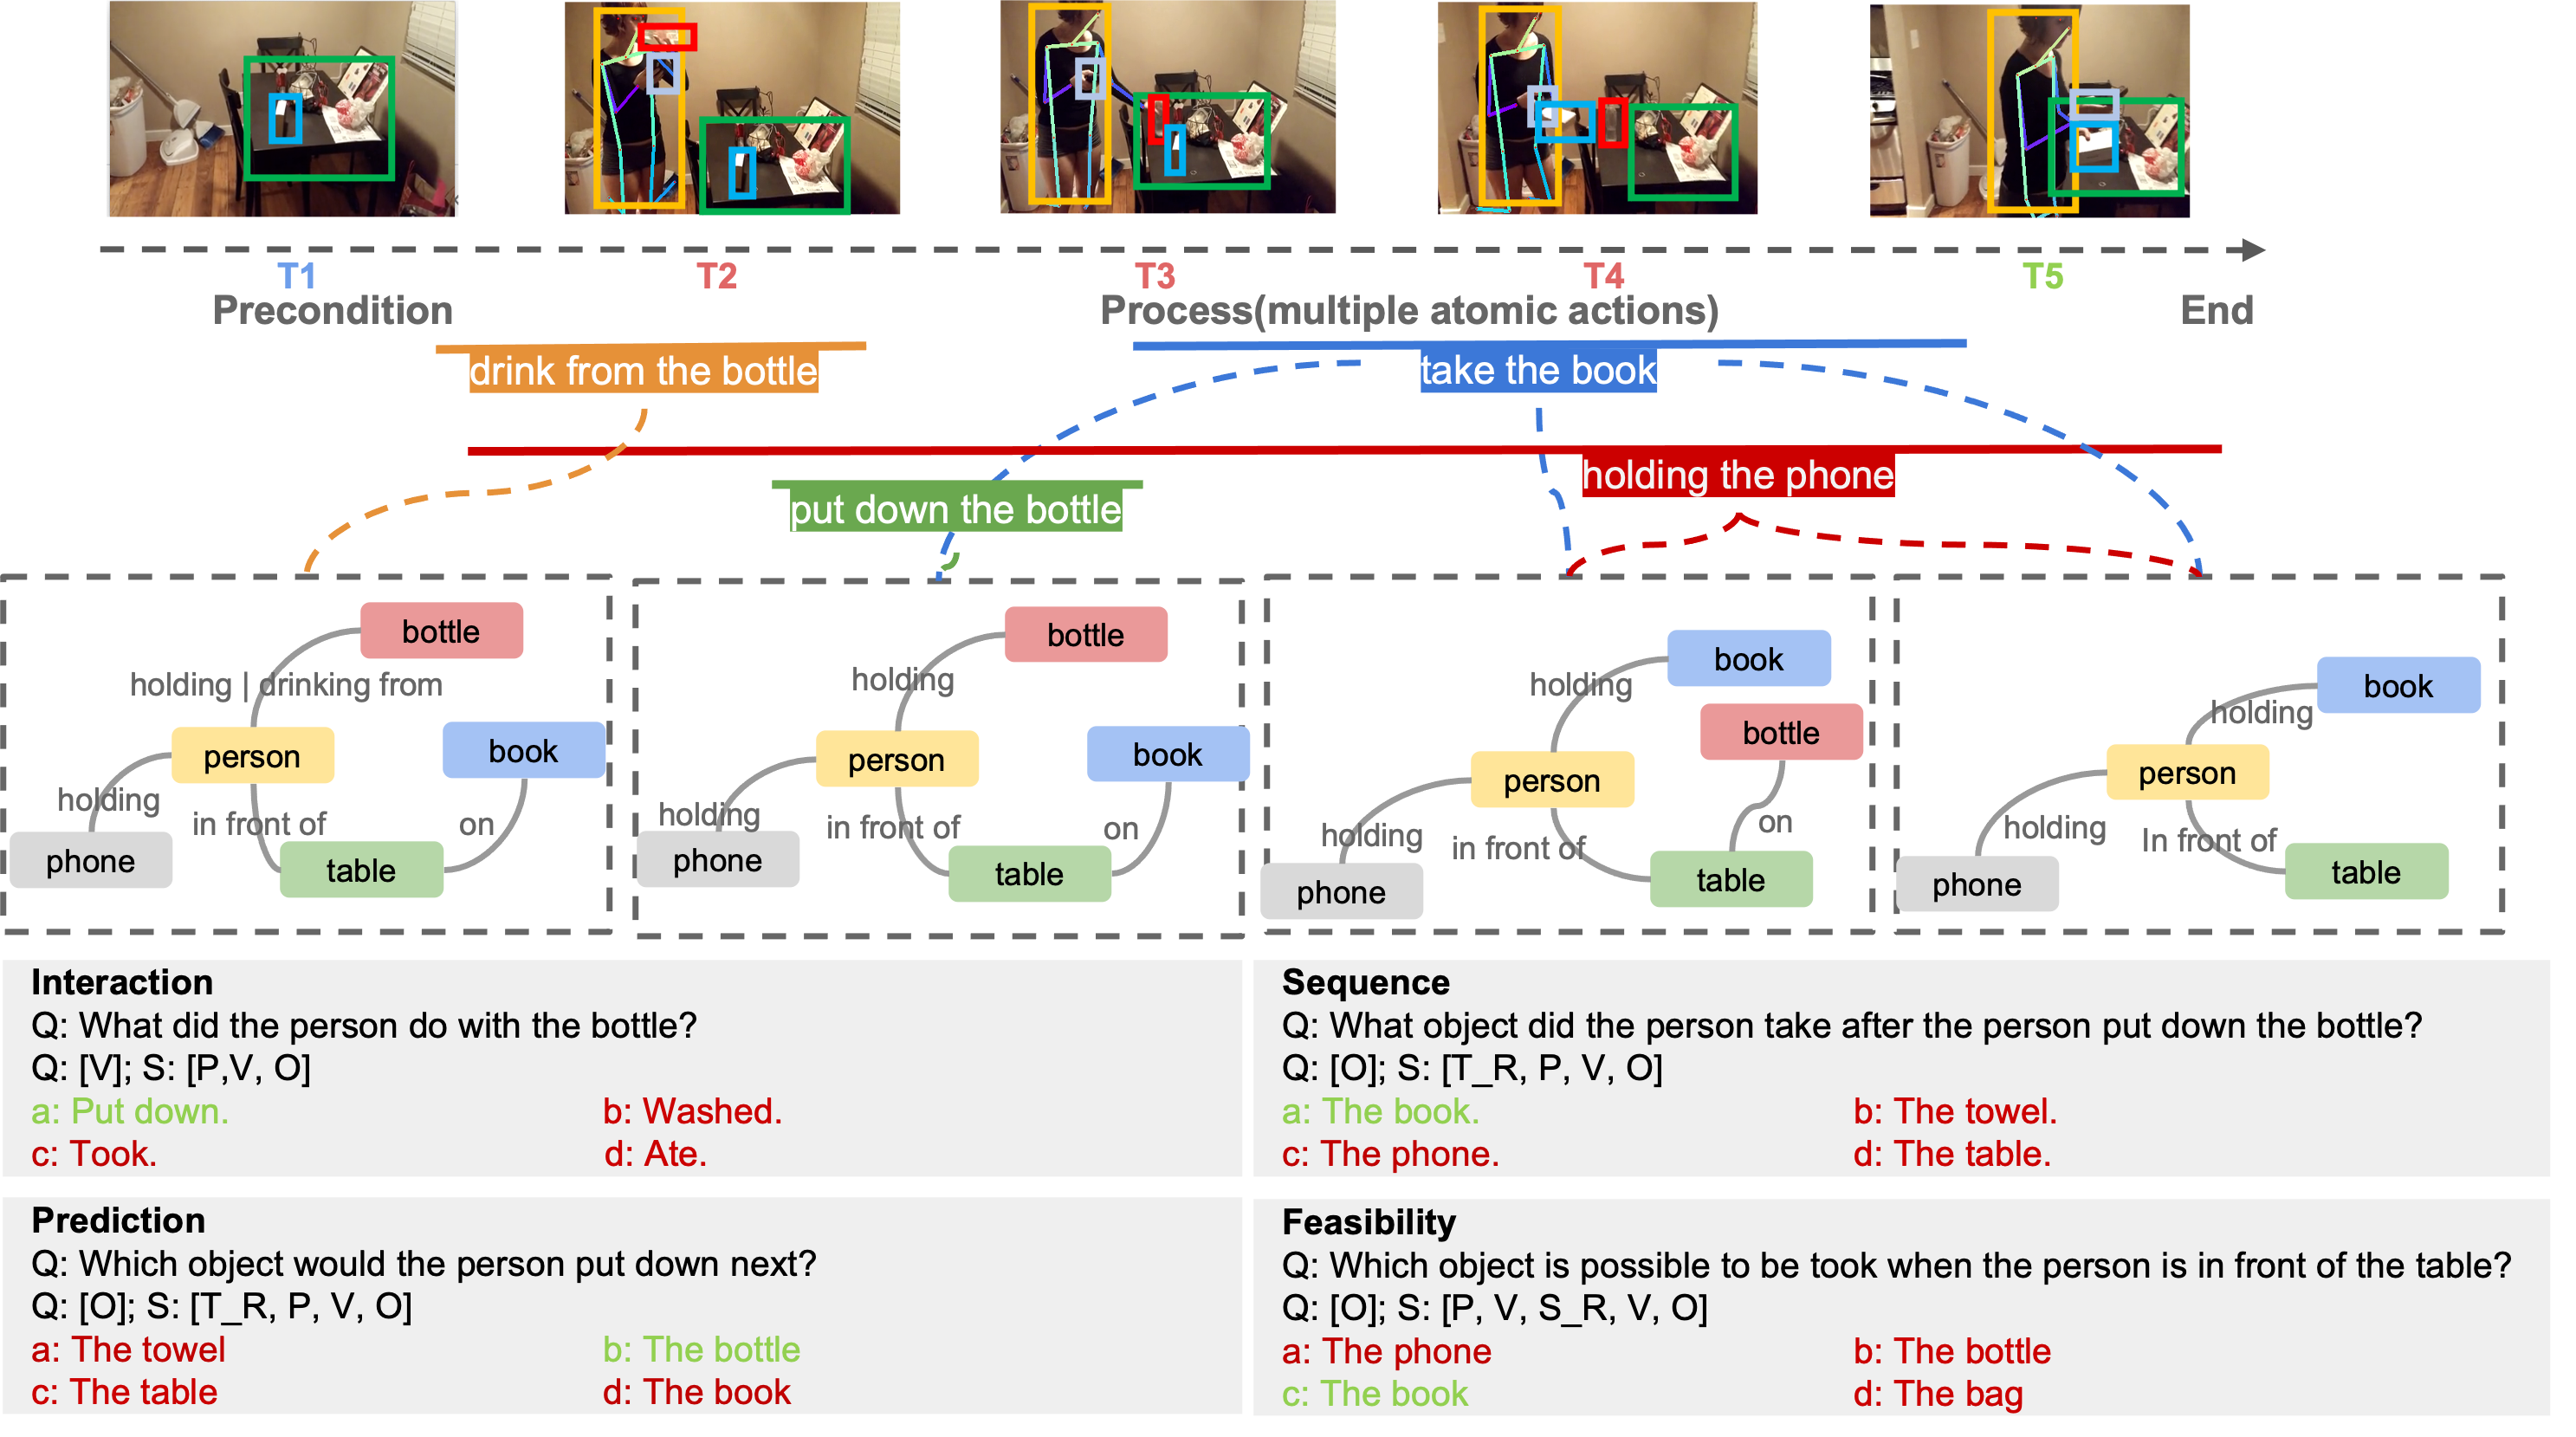 T1 T2 T3 T4 T5
Precondition Process(multiple atomic actions) End
drink from the bottle
take the book
holding the phone
put down the bottle
bottle
holding | drinking from
person
book
holding
in front of
on
phone
table
bottle
holding
person
book
holding
in front of
on
phone
table
book
holding
bottle
person
on
holding
in front of
phone
table
book
holding
person
holding
In front of
phone
table
Interaction
Q: What did the person do with the bottle?
Q: [V]; S: [P,V, O]
a: Put down. b: Washed.
c: Took. d: Ate.
Sequence
Q: What object did the person take after the person put down the bottle?
Q: [O]; S: [T_R, P, V, O]
a: The book. b: The towel.
c: The phone. d: The table.
Prediction
Q: Which object would the person put down next?
Q: [O]; S: [T_R, P, V, O]
a: The towel b: The bottle
c: The table d: The book
Feasibility
Q: Which object is possible to be took when the person is in front of the table?
Q: [O]; S: [P, V, S_R, V, O]
a: The phone b: The bottle
c: The book d: The bag